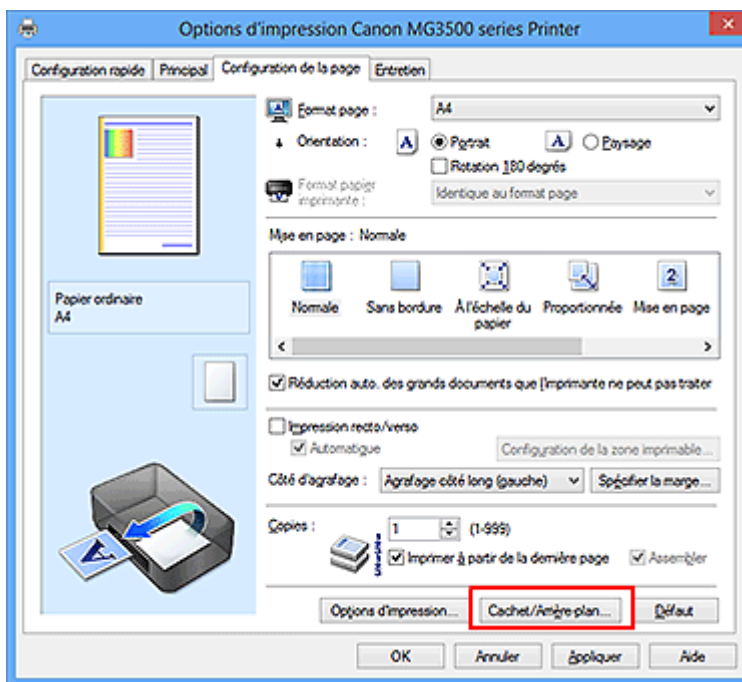 Options d'impression Canon MG3500 series Printer
Configuration rapide Principal Configuration de la page Entretien
Format page : A4
Orientation : A Portrait A Paysage
Rotation 180 degrés
Format papier
imprimante : Identique au format page
Mise en page : Normale
Papier ordinaire
A4
Normale Sans bordure À l'échelle du
papier Proportionnée Mise en page
Réduction auto. des grands documents que l'imprimante ne peut pas traiter
Impression recto/verso
Automatique Configuration de la zone imprimable...
Côté d'agrafage : Agrafage côté long (gauche) Spécifier la marge...
Copies : 1 (1-999)
Imprimer à partir de la dernière page Assembler
Options d'impression... Cachet/Arrière-plan... Défaut
OK Annuler Appliquer Aide